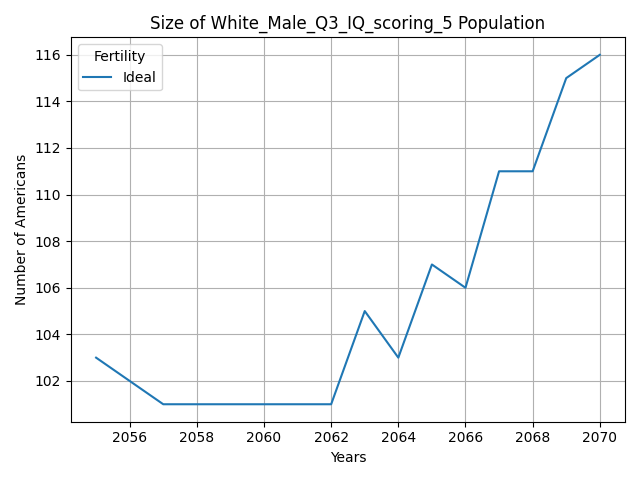 Size of White_Male_Q3_IQ_scoring_5 Population
Fertility
Ideal
116
114
112
110
108
106
104
102
Number of Americans
2056 2058 2060 2062 2064 2066 2068 2070
Years